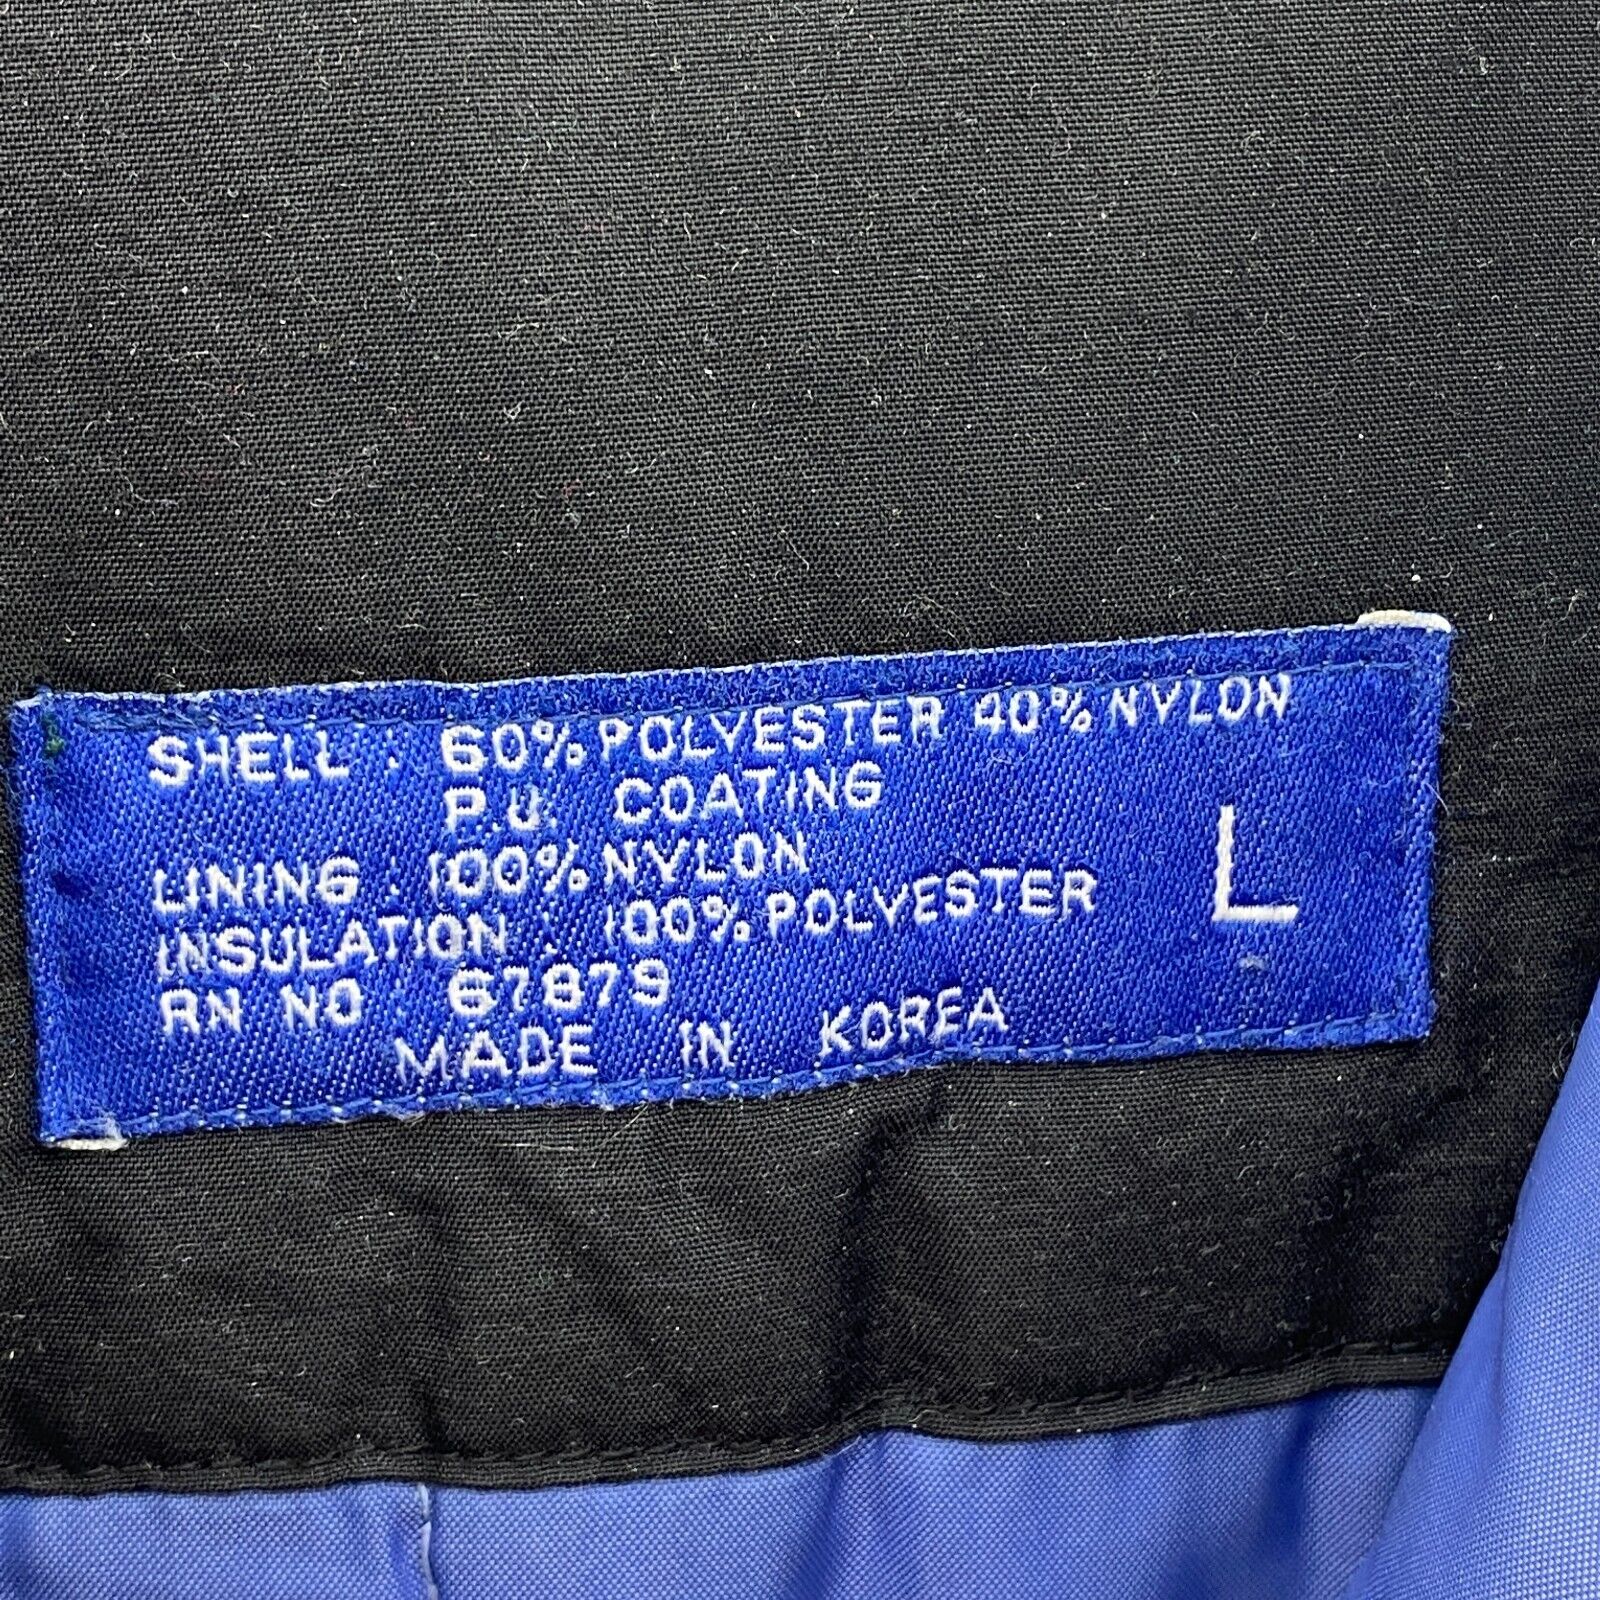 SHELL : 60% POLYESTER 40% NYLON
P.U. COATING
LINING : 100% NYLON
INSULATION : 100% POLYESTER
RN NO : 67879
MADE IN KOREA
L